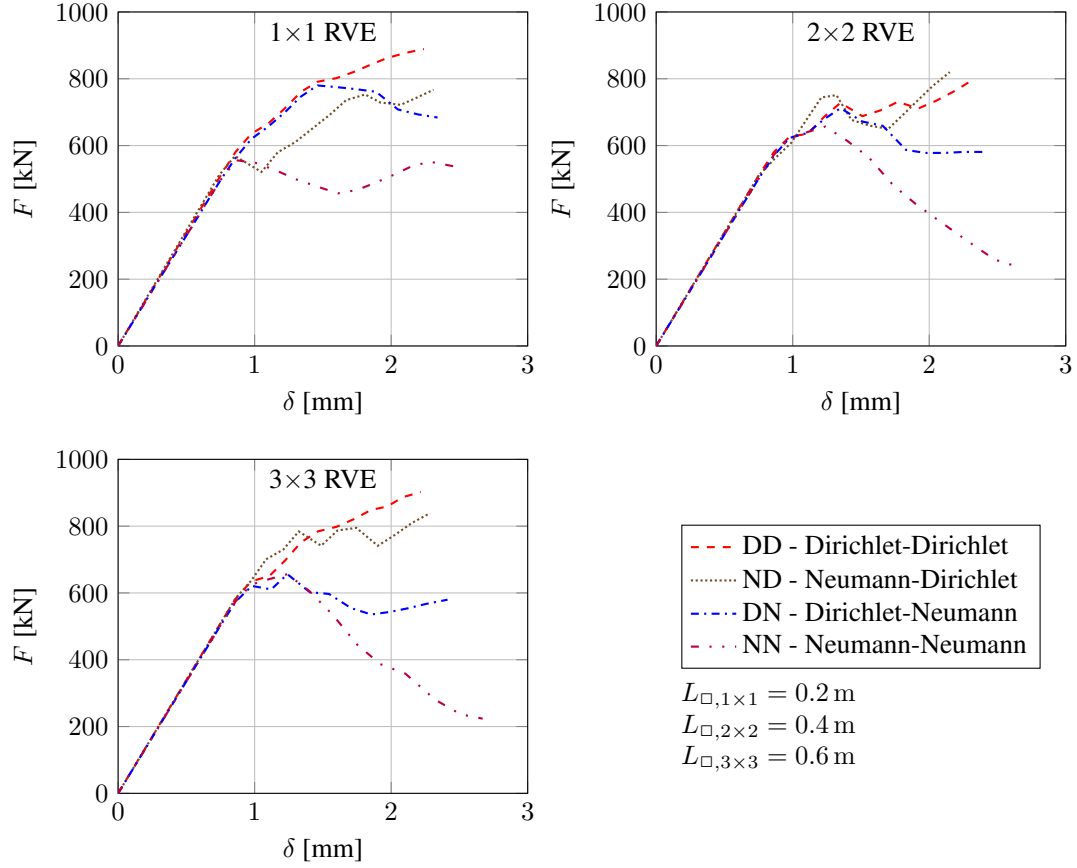 1×1 RVE
F [kN]
1000
800
600
400
200
0
0 1 2 3
δ [mm]
2×2 RVE
F [kN]
1000
800
600
400
200
0
0 1 2 3
δ [mm]
3×3 RVE
F [kN]
1000
800
600
400
200
0
0 1 2 3
δ [mm]
DD - Dirichlet-Dirichlet
ND - Neumann-Dirichlet
DN - Dirichlet-Neumann
NN - Neumann-Neumann
L□,1×1 = 0.2 m
L□,2×2 = 0.4 m
L□,3×3 = 0.6 m